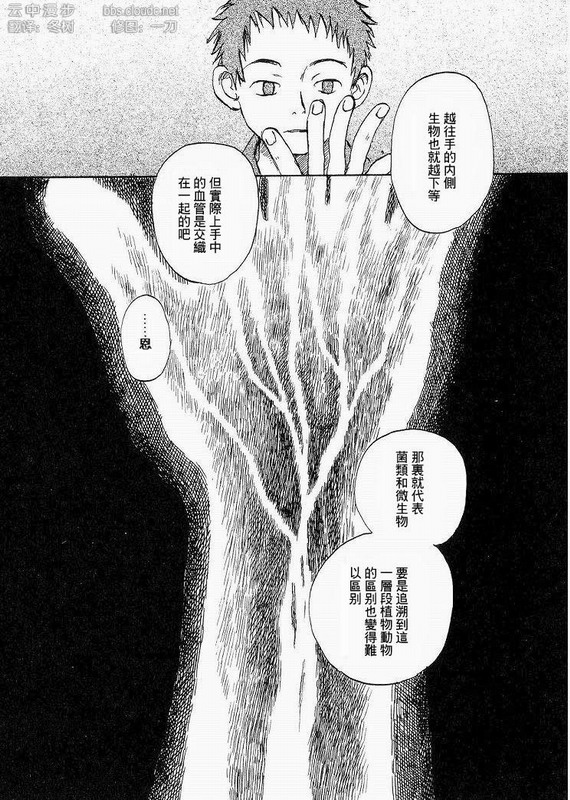 云中漫步 bbs.cloudc.net
翻译：冬树 修图：一刀
越往手的内側
生物也就越下等
但實際上手中
的血管是交織
在一起的吧
……恩
那裏就代表
菌類和微生物
要是追溯到這
一層段植物動物
的區別也變得難
以區別